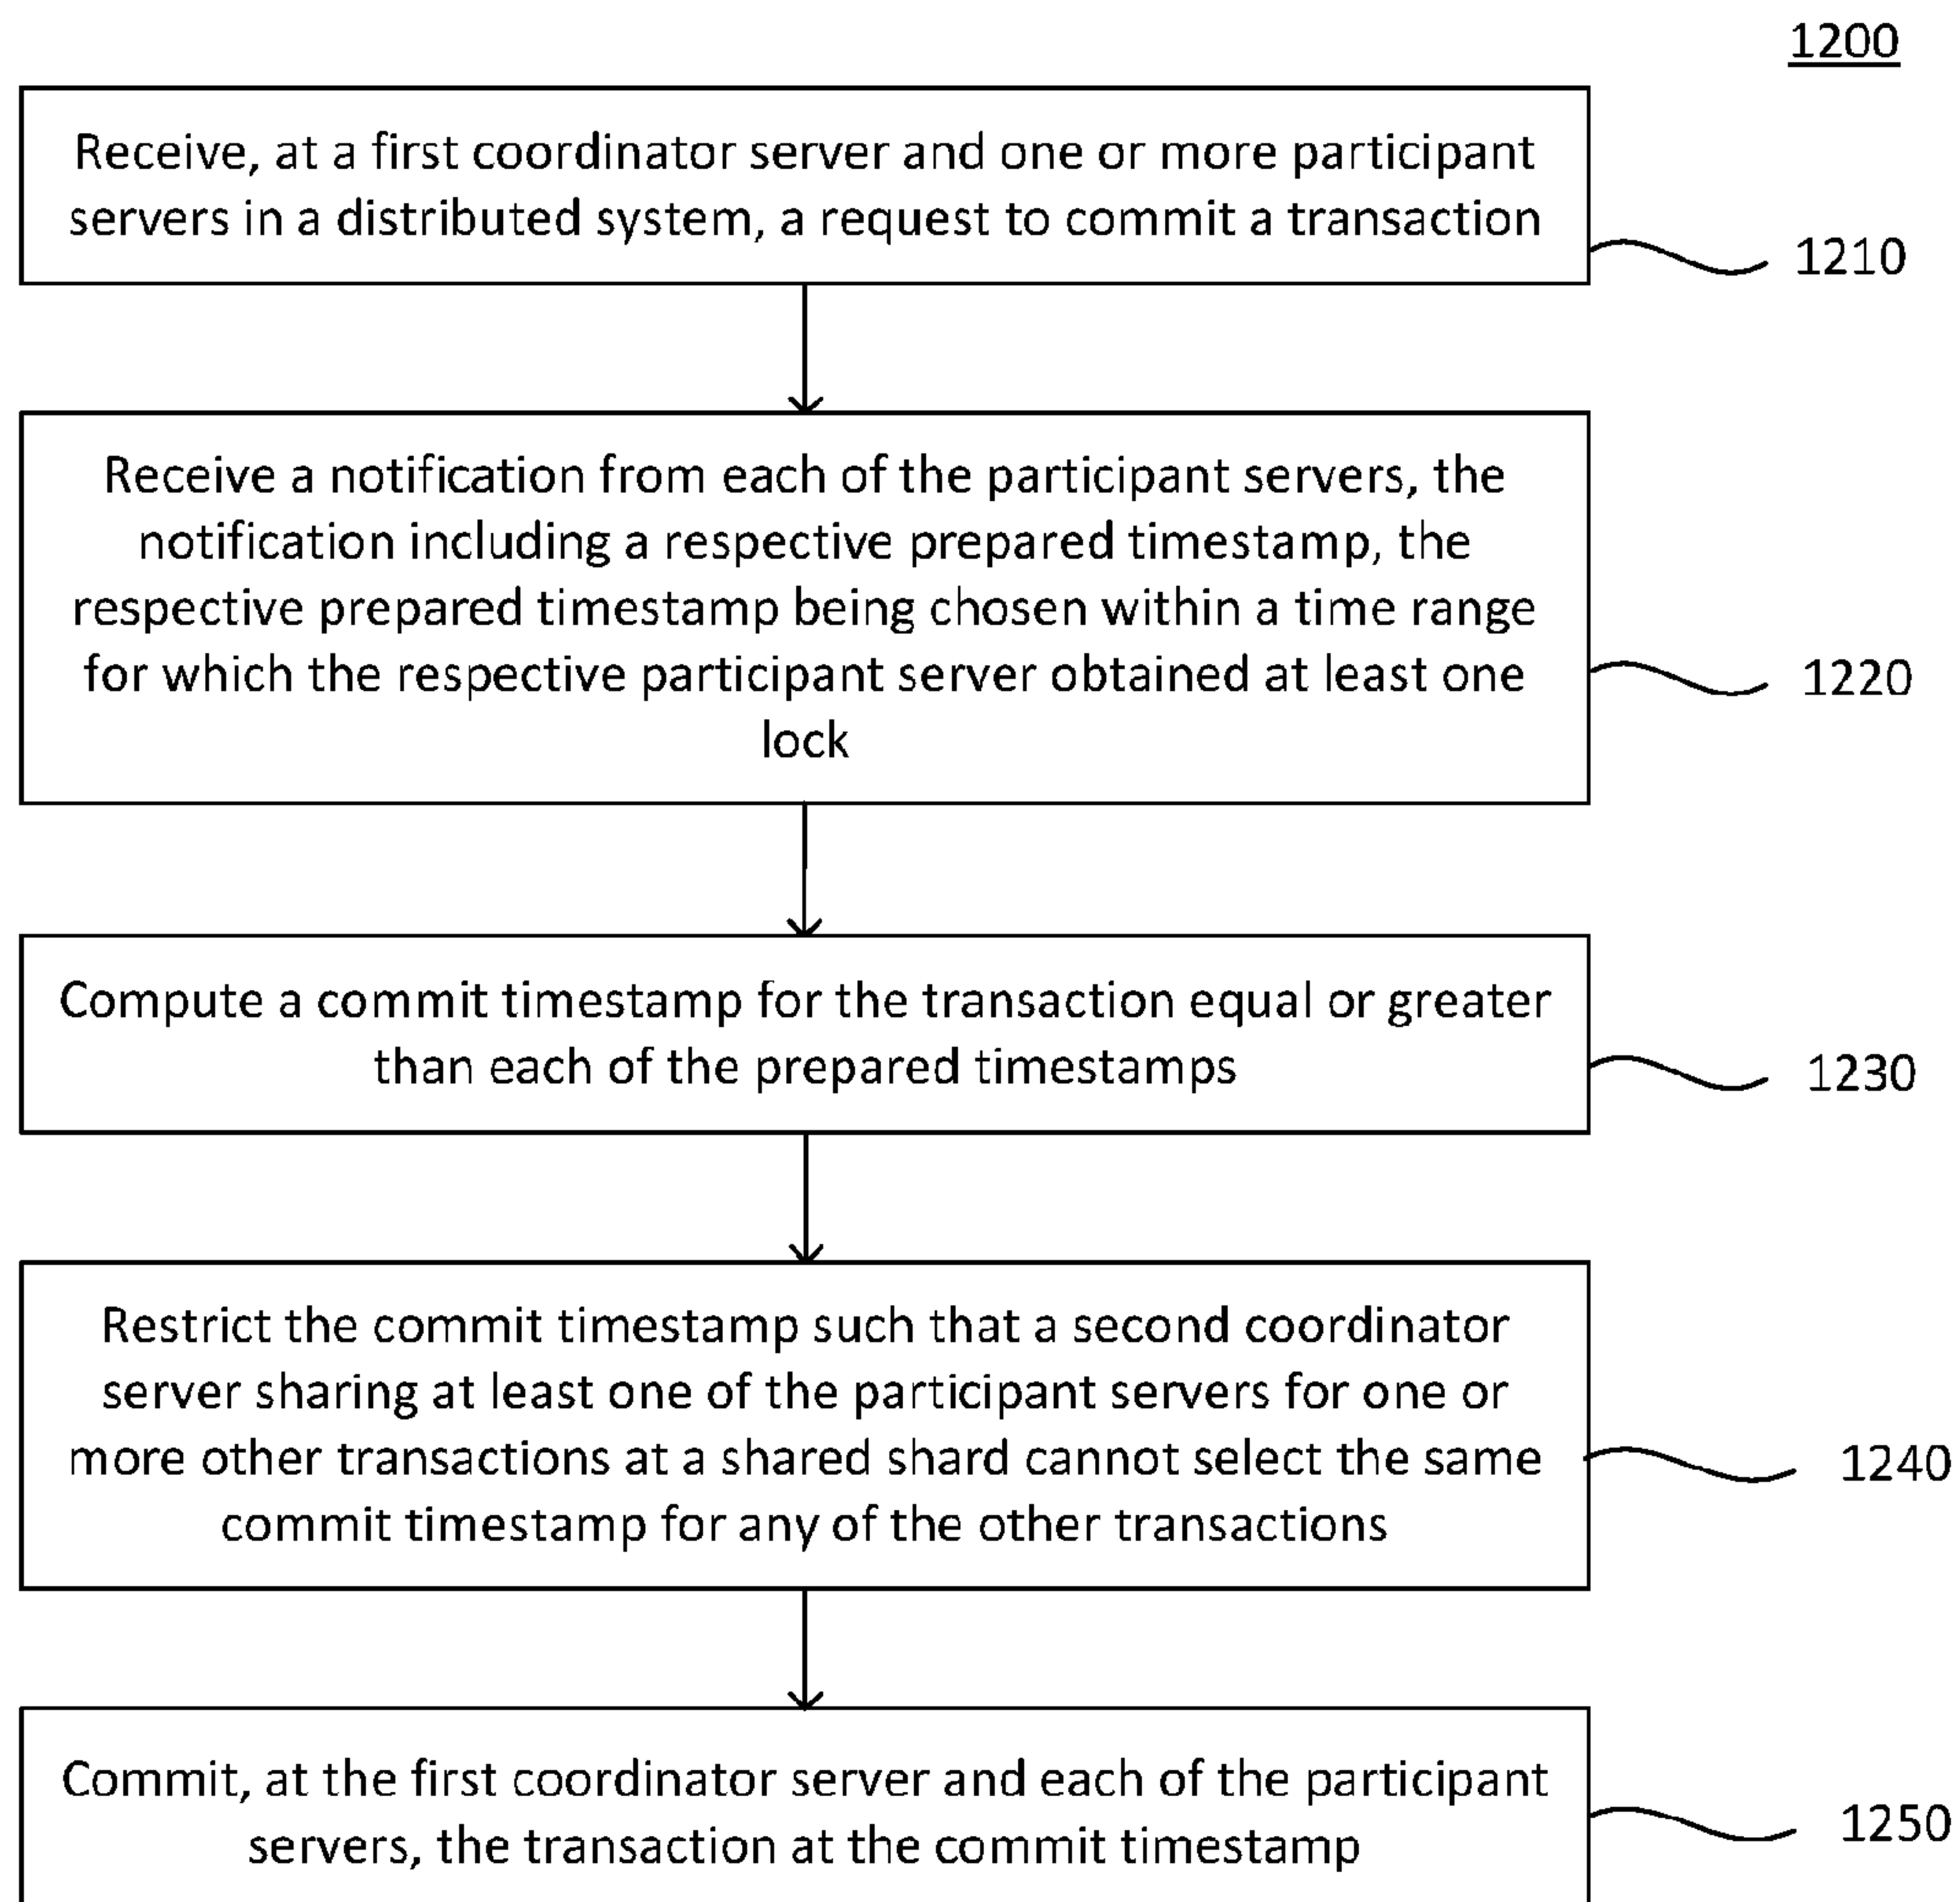 1200
Receive, at a first coordinator server and one or more participant
servers in a distributed system, a request to commit a transaction
1210
Receive a notification from each of the participant servers, the
notification including a respective prepared timestamp, the
respective prepared timestamp being chosen within a time range
for which the respective participant server obtained at least one
lock
1220
Compute a commit timestamp for the transaction equal or greater
than each of the prepared timestamps
1230
Restrict the commit timestamp such that a second coordinator
server sharing at least one of the participant servers for one or
more other transactions at a shared shard cannot select the same
commit timestamp for any of the other transactions
1240
Commit, at the first coordinator server and each of the participant
servers, the transaction at the commit timestamp
1250